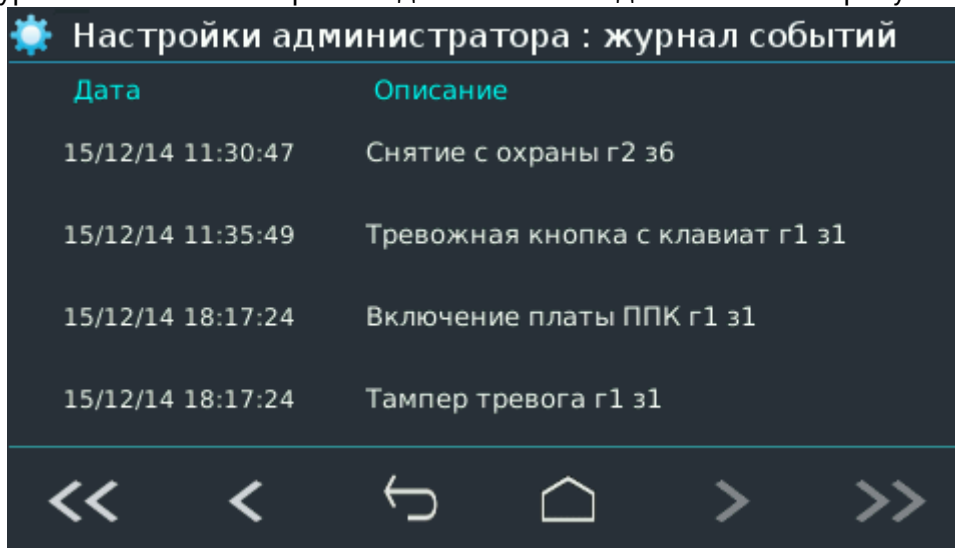 Настройки администратора : журнал событий
Дата Описание
15/12/14 11:30:47 Снятие с охраны г2 з6
15/12/14 11:35:49 Тревожная кнопка с клавиат г1 з1
15/12/14 18:17:24 Включение платы ППК г1 з1
15/12/14 18:17:24 Тампер тревога г1 з1